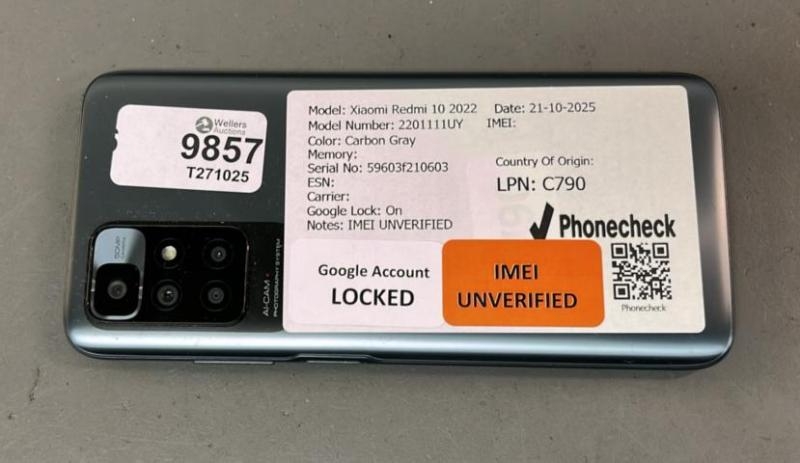 Wellers
Auctions
9857
T271025
Model: Xiaomi Redmi 10 2022 Date: 21-10-2025
Model Number: 2201111UY IMEI:
Color: Carbon Gray
Memory:
Serial No: 59603f210603
ESN:
Carrier:
Google Lock: On
Notes: IMEI UNVERIFIED
Country Of Origin:
LPN: C790
Phonecheck
Google Account
LOCKED
IMEI
UNVERIFIED
Phonecheck
50MP
AI-CAM
PHOTOGRAPHY SYSTEM